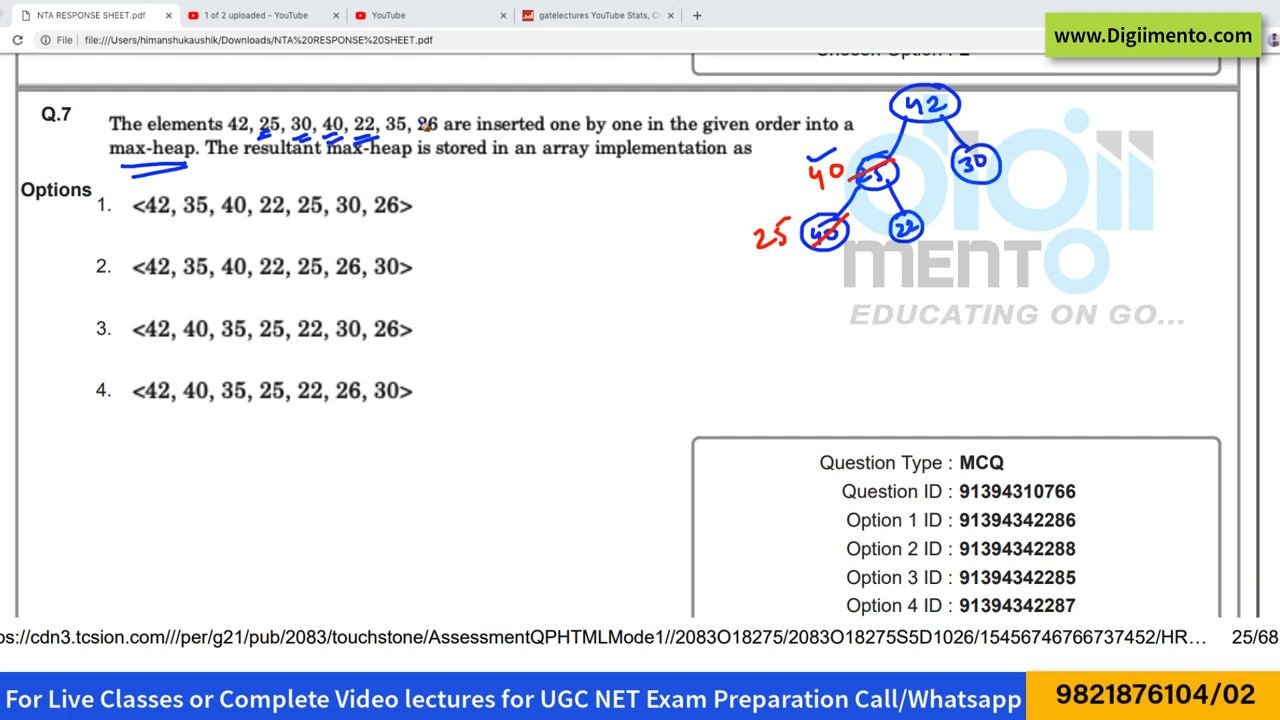 NTA RESPONSE SHEET.pdf × 1 of 2 uploaded - YouTube × YouTube × gatelectures YouTube Stats, Ch × +
File file:///Users/himanshukaushik/Downloads/NTA%20RESPONSE%20SHEET.pdf
www.Digiimento.com
Q.7
The elements 42, 25, 30, 40, 22, 35, 26 are inserted one by one in the given order into a
max-heap. The resultant max-heap is stored in an array implementation as
Options
1. <42, 35, 40, 22, 25, 30, 26>
2. <42, 35, 40, 22, 25, 26, 30>
3. <42, 40, 35, 25, 22, 30, 26>
4. <42, 40, 35, 25, 22, 26, 30>
42
40 25 30
25 40 22
digii
MENTO
EDUCATING ON GO...
Question Type : MCQ
Question ID : 91394310766
Option 1 ID : 91394342286
Option 2 ID : 91394342288
Option 3 ID : 91394342285
Option 4 ID : 91394342287
ps://cdn3.tcsion.com///per/g21/pub/2083/touchstone/AssessmentQPHTMLMode1//2083O18275/2083O18275S5D1026/15456746766737452/HR... 25/68
For Live Classes or Complete Video lectures for UGC NET Exam Preparation Call/Whatsapp 9821876104/02